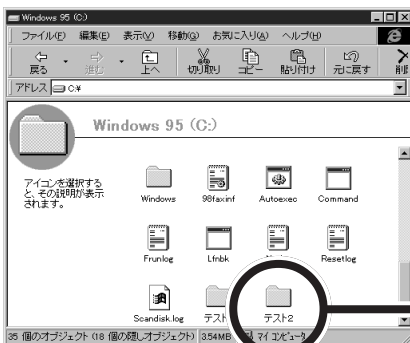 Windows 95 (C:)
ファイル(F) 編集(E) 表示(V) 移動(G) お気に入り(A) ヘルプ(H)
戻る 進む 上へ 切り取り コピー 貼り付け 元に戻す
アドレス C:¥
Windows 95 (C:)
アイコンを選択する
と、その説明が表示
されます。
Windows 98faxinf Autoexec Command
Frunlog Lfnbk Resetlog
Scandisk.log テスト2
35 個のオブジェクト (18 個の隠しオブジェクト) 3.54MB マイ コンピュータ